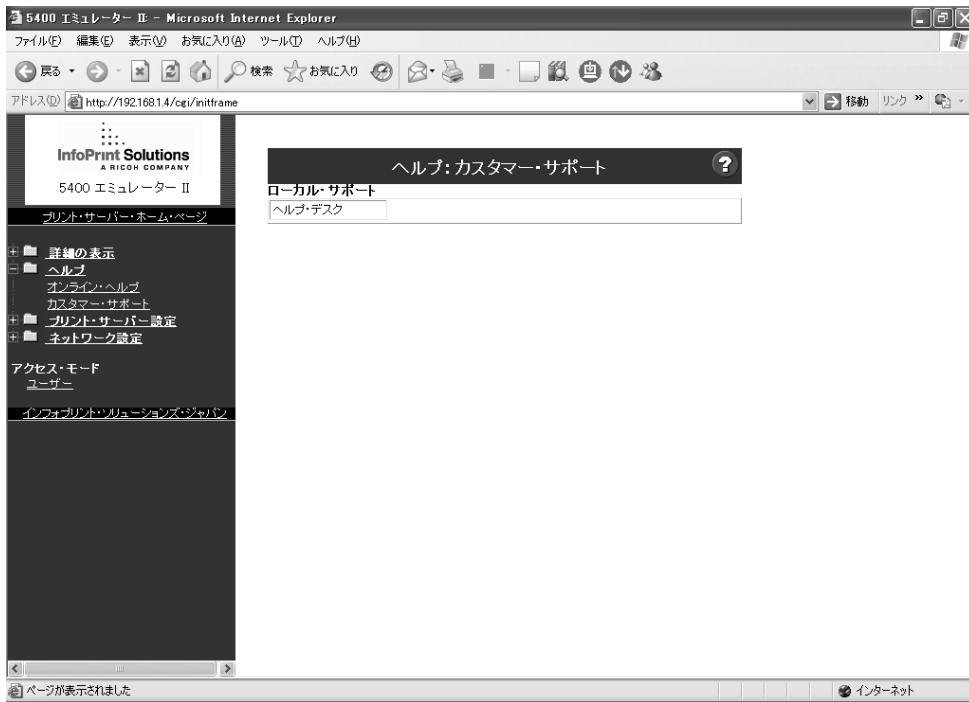 5400 エミュレーター II - Microsoft Internet Explorer
ファイル(F) 編集(E) 表示(V) お気に入り(A) ツール(T) ヘルプ(H)
戻る 検索 お気に入り
アドレス(D) http://192.168.1.4/cgi/initframe 移動 リンク »
InfoPrint Solutions
A RICOH COMPANY
5400 エミュレーター II
プリント・サーバー・ホーム・ページ
詳細の表示
ヘルプ
オンライン・ヘルプ
カスタマー・サポート
プリント・サーバー設定
ネットワーク設定
アクセス・モード
ユーザー
インフォプリント・ソリューションズ・ジャパン
ヘルプ: カスタマー・サポート ?
ローカル・サポート
ヘルプ・デスク
ページが表示されました インターネット